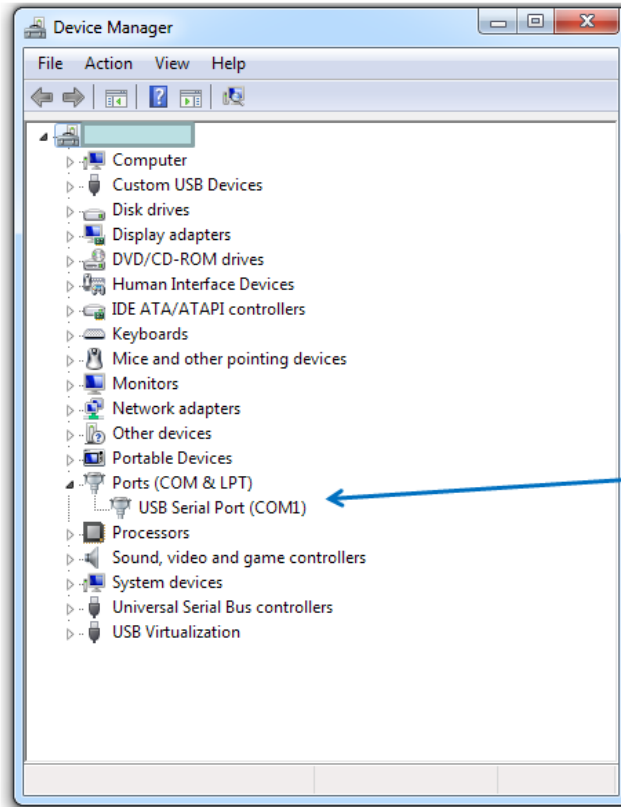 Device Manager
File Action View Help
Computer
Custom USB Devices
Disk drives
Display adapters
DVD/CD-ROM drives
Human Interface Devices
IDE ATA/ATAPI controllers
Keyboards
Mice and other pointing devices
Monitors
Network adapters
Other devices
Portable Devices
Ports (COM & LPT)
USB Serial Port (COM1)
Processors
Sound, video and game controllers
System devices
Universal Serial Bus controllers
USB Virtualization